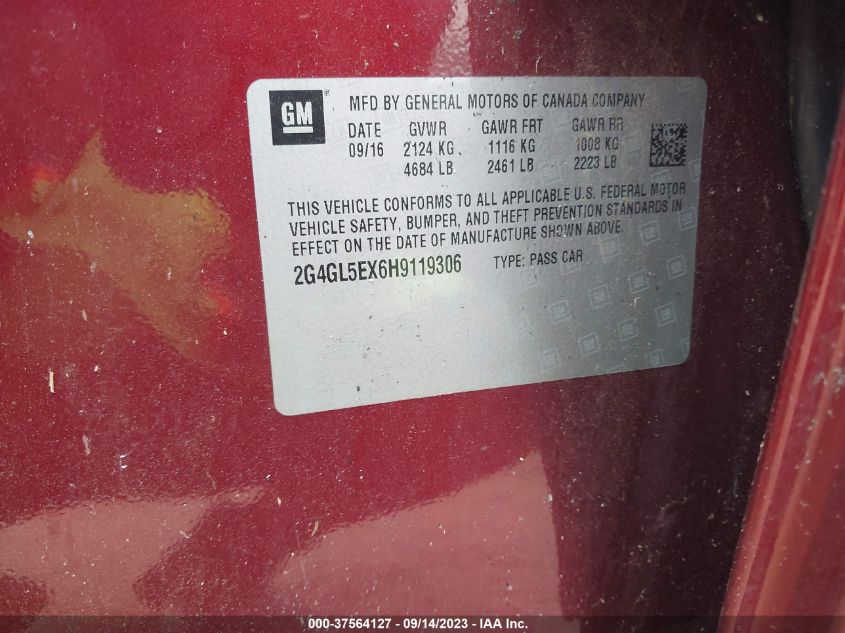 GM ® MFD BY GENERAL MOTORS OF CANADA COMPANY
DATE GVWR GAWR FRT GAWR RR
09/16 2124 KG 1116 KG 1008 KG
4684 LB 2461 LB 2223 LB
THIS VEHICLE CONFORMS TO ALL APPLICABLE U.S. FEDERAL MOTOR
VEHICLE SAFETY, BUMPER, AND THEFT PREVENTION STANDARDS IN
EFFECT ON THE DATE OF MANUFACTURE SHOWN ABOVE.
2G4GL5EX6H9119306 TYPE: PASS CAR
000-37564127 - 09/14/2023 - IAA Inc.